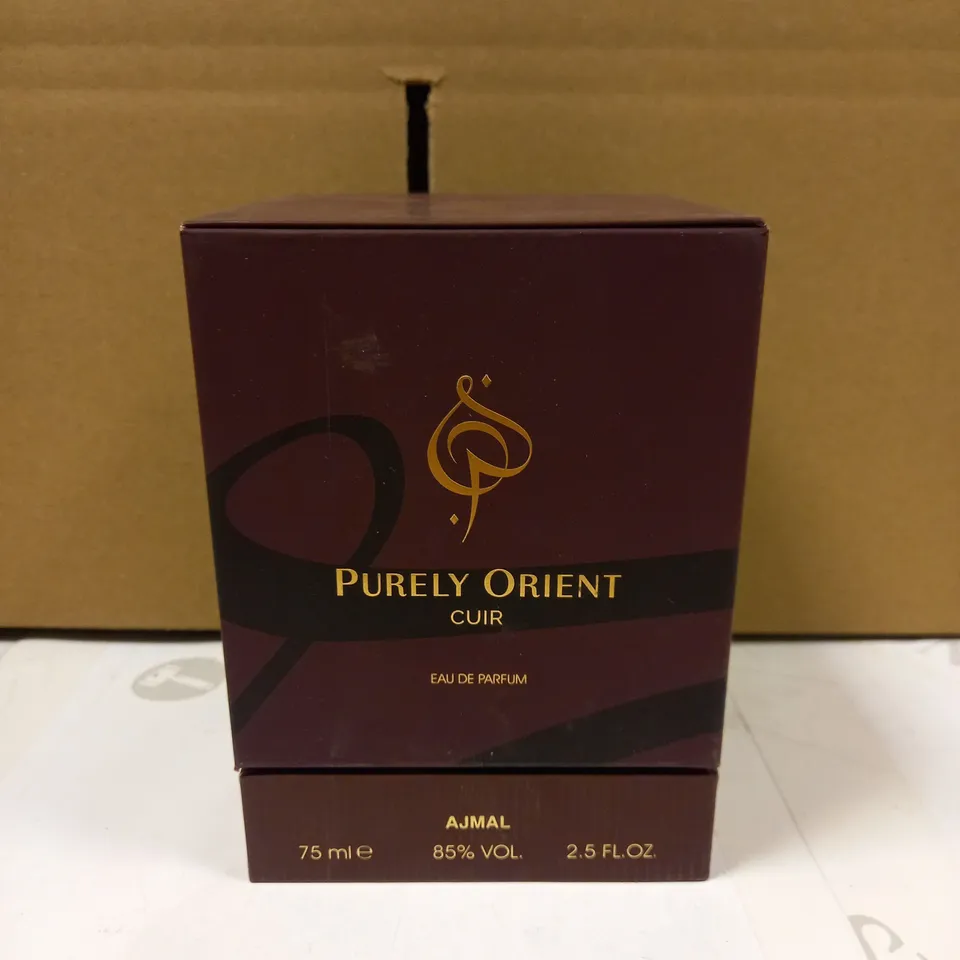 PURELY ORIENT
CUIR
EAU DE PARFUM
AJMAL
75 ml ℮ 85% VOL. 2.5 FL.OZ.